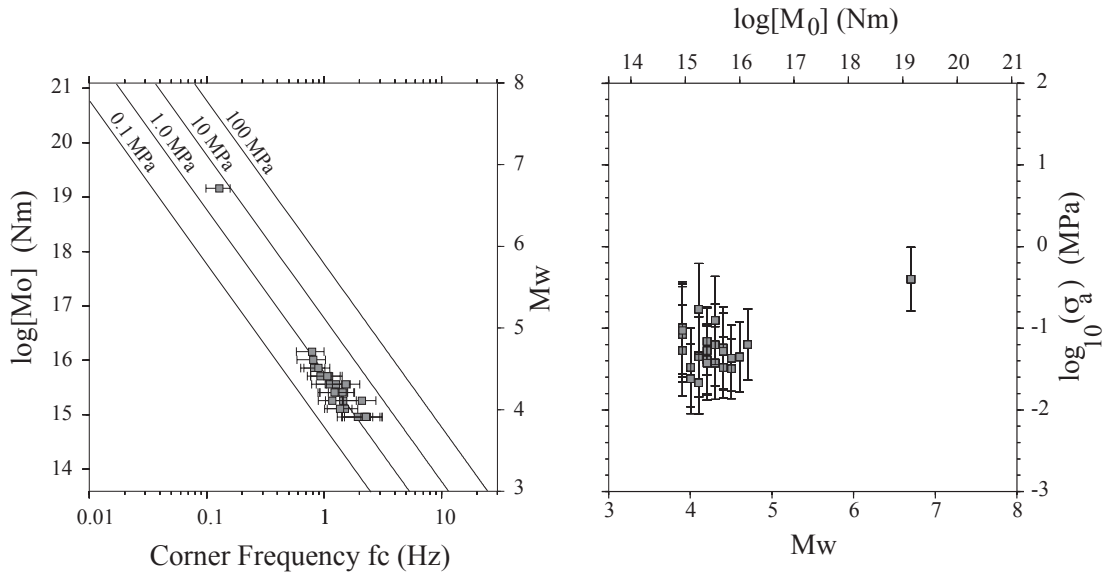 21
20
19
18
17
16
15
14
log[Mo] (Nm)
0.1 MPa
1.0 MPa
10 MPa
100 MPa
8
7
6
5
4
3
Mw
0.01 0.1 1 10
Corner Frequency fc (Hz)
log[M0] (Nm)
14 15 16 17 18 19 20 21
2
1
0
-1
-2
-3
log10(σa) (MPa)
3 4 5 6 7 8
Mw